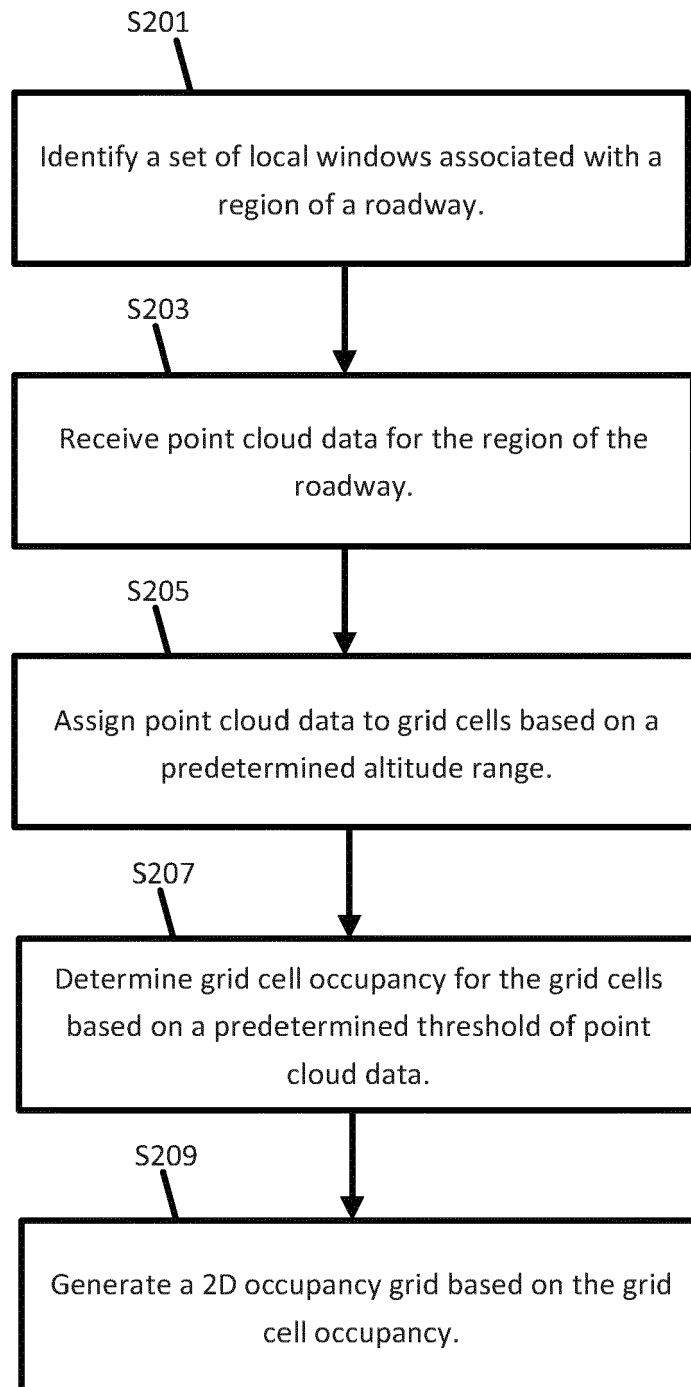 S201
Identify a set of local windows associated with a
region of a roadway.
S203
Receive point cloud data for the region of the
roadway.
S205
Assign point cloud data to grid cells based on a
predetermined altitude range.
S207
Determine grid cell occupancy for the grid cells
based on a predetermined threshold of point
cloud data.
S209
Generate a 2D occupancy grid based on the grid
cell occupancy.